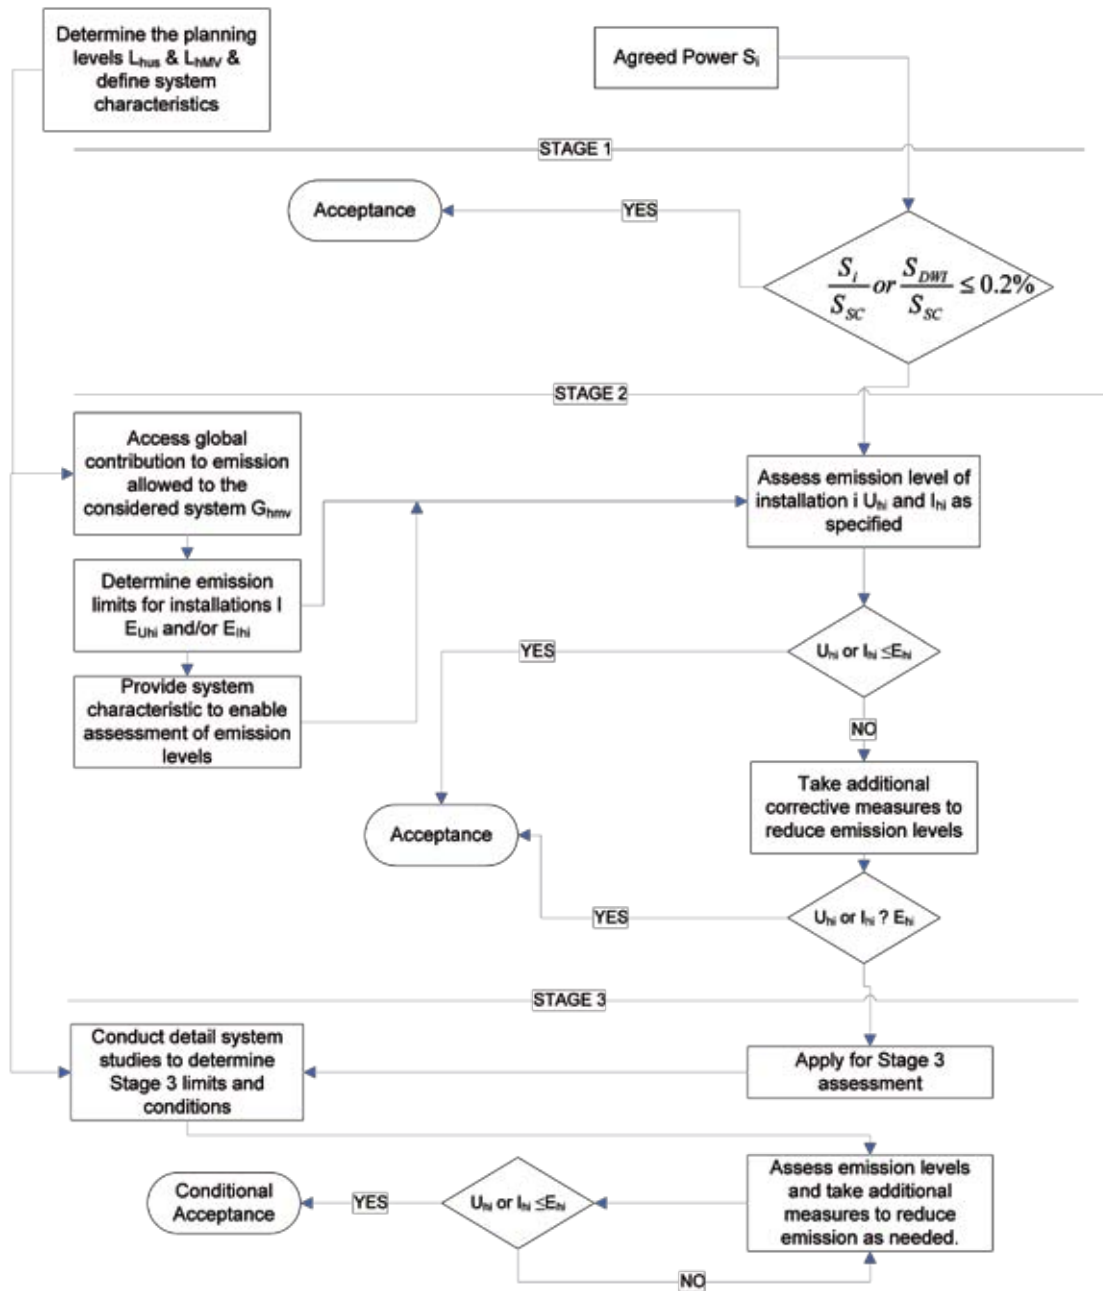 Determine the planning
levels Lhus & LhMV &
define system
characteristics
Agreed Power Si
STAGE 1
Acceptance
YES
Si/SSC or SDWI/SSC ≤ 0.2%
STAGE 2
Access global
contribution to emission
allowed to the
considered system Ghmv
Assess emission level of
installation i Uhi and Ihi as
specified
Determine emission
limits for installations I
EUhi and/or EIhi
YES
Uhi or Ihi ≤Ehi
Provide system
characteristic to enable
assessment of emission
levels
NO
Take additional
corrective measures to
reduce emission levels
Acceptance
YES
Uhi or Ihi ? Ehi
STAGE 3
Conduct detail system
studies to determine
Stage 3 limits and
conditions
Apply for Stage 3
assessment
Conditional
Acceptance
YES
Uhi or Ihi ≤Ehi
Assess emission levels
and take additional
measures to reduce
emission as needed.
NO